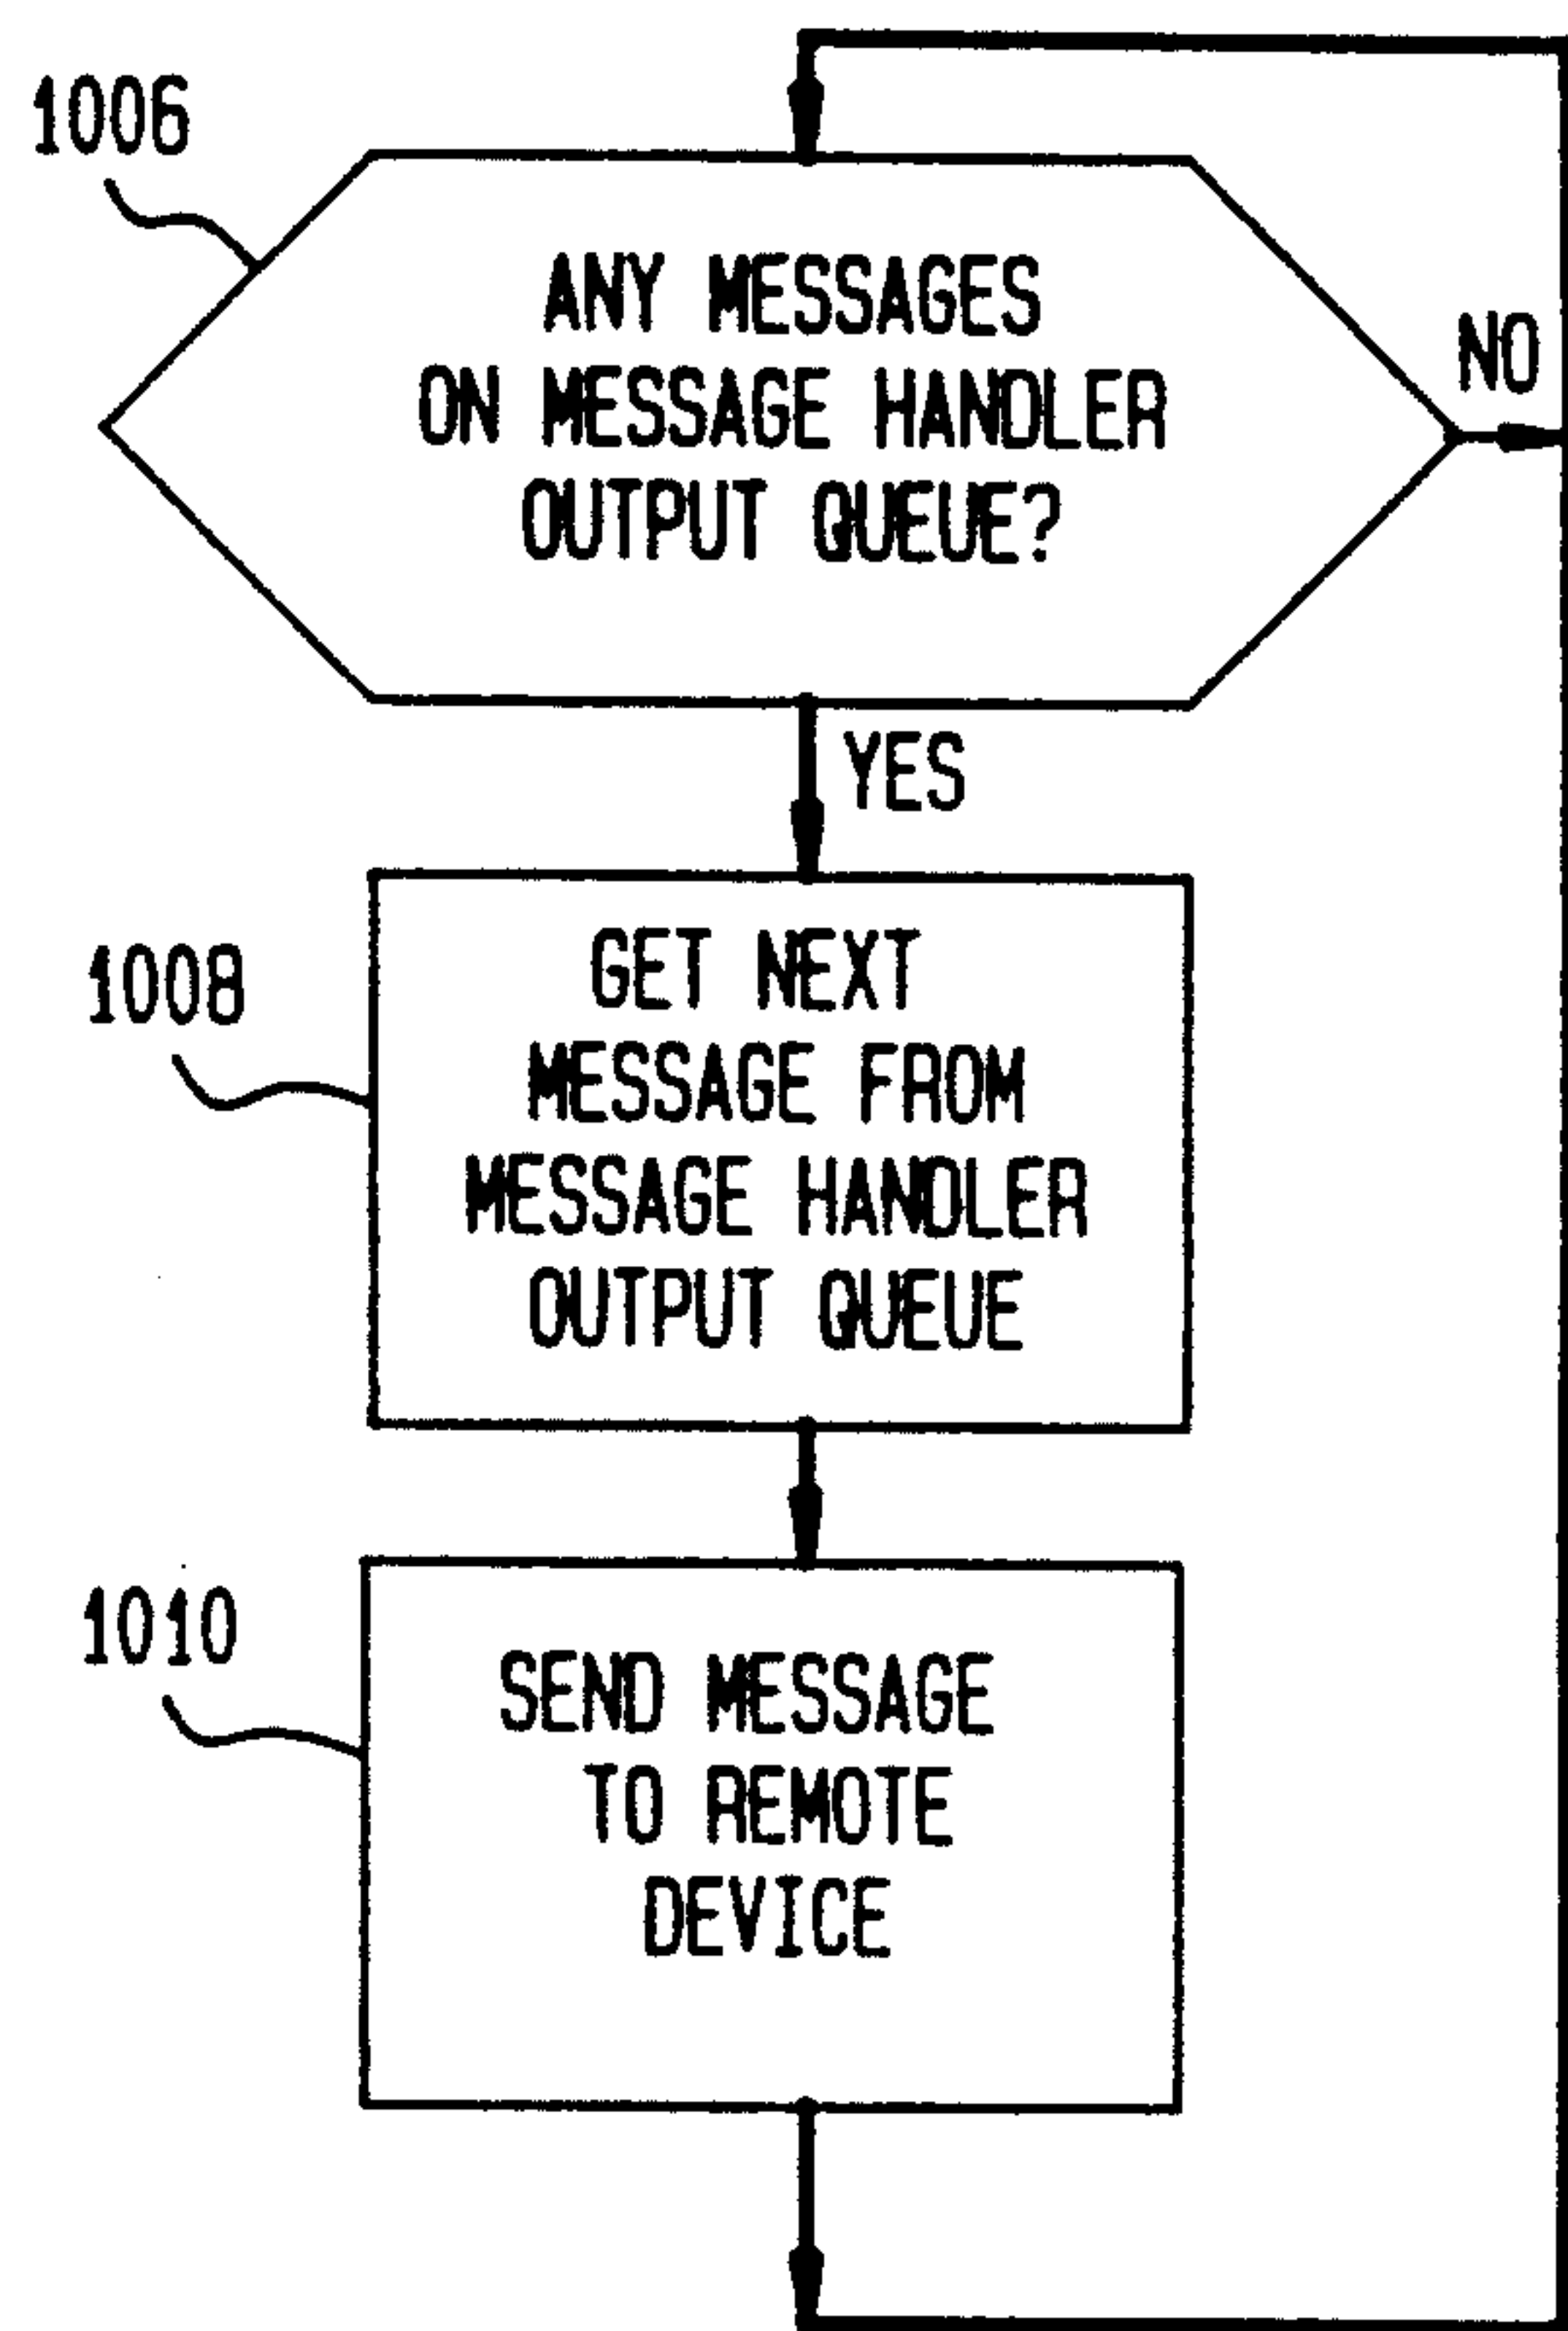 1006
ANY MESSAGES
ON MESSAGE HANDLER
OUTPUT QUEUE?
NO
YES
1008
GET NEXT
MESSAGE FROM
MESSAGE HANDLER
OUTPUT QUEUE
1010
SEND MESSAGE
TO REMOTE
DEVICE